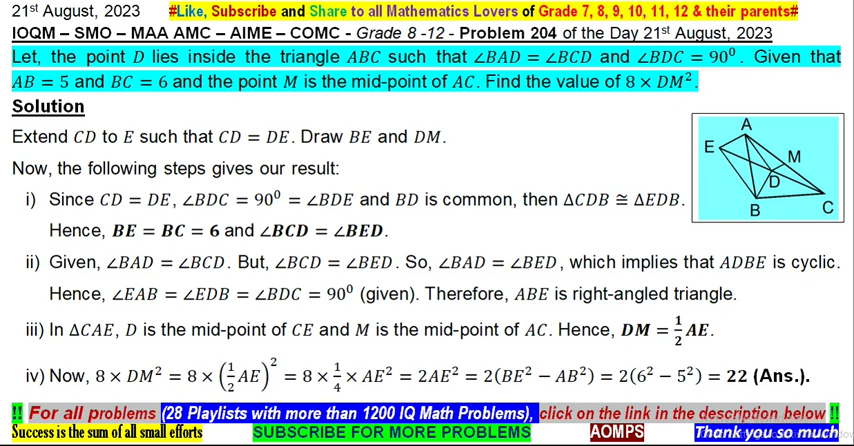 21st August, 2023 #Like, Subscribe and Share to all Mathematics Lovers of Grade 7, 8, 9, 10, 11, 12 & their parents#
IOQM – SMO – MAA AMC – AIME – COMC - Grade 8 -12 - Problem 204 of the Day 21st August, 2023
Let, the point D lies inside the triangle ABC such that ∠BAD = ∠BCD and ∠BDC = 90⁰. Given that
AB = 5 and BC = 6 and the point M is the mid-point of AC. Find the value of 8 × DM².
Solution
Extend CD to E such that CD = DE. Draw BE and DM.
Now, the following steps gives our result:
i) Since CD = DE, ∠BDC = 90⁰ = ∠BDE and BD is common, then ΔCDB ≅ ΔEDB.
Hence, BE = BC = 6 and ∠BCD = ∠BED.
A
E
M
D
B
C
ii) Given, ∠BAD = ∠BCD. But, ∠BCD = ∠BED. So, ∠BAD = ∠BED, which implies that ADBE is cyclic.
Hence, ∠EAB = ∠EDB = ∠BDC = 90⁰ (given). Therefore, ABE is right-angled triangle.
iii) In ΔCAE, D is the mid-point of CE and M is the mid-point of AC. Hence, DM = 1/2 AE.
iv) Now, 8 × DM² = 8 × (1/2 AE)² = 8 × 1/4 × AE² = 2AE² = 2(BE² − AB²) = 2(6² − 5²) = 22 (Ans.).
!! For all problems (28 Playlists with more than 1200 IQ Math Problems), click on the link in the description below !!
Success is the sum of all small efforts SUBSCRIBE FOR MORE PROBLEMS AOMPS Thank you so much